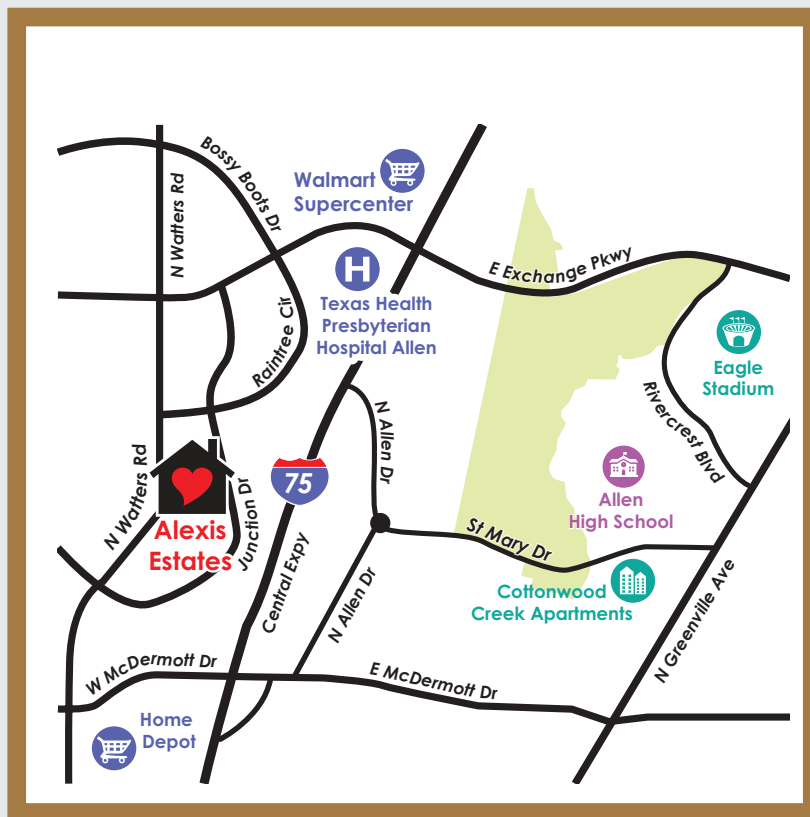 Bossy Boots Dr
N Watters Rd
Walmart
Supercenter
E Exchange Pkwy
H
Texas Health
Presbyterian
Hospital Allen
Raintree Cir
Eagle
Stadium
Rivercrest Blvd
N Allen Dr
N Watters Rd
75
Allen
High School
Alexis
Estates
Junction Dr
St Mary Dr
Central Expy
N Allen Dr
Cottonwood
Creek Apartments
N Greenville Ave
W McDermott Dr
E McDermott Dr
Home
Depot